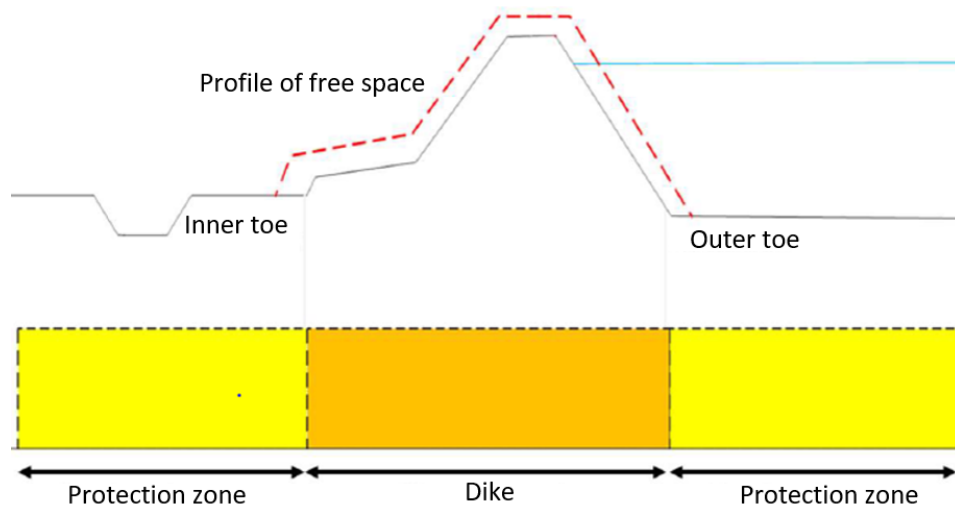 Profile of free space
Inner toe
Outer toe
Protection zone
Dike
Protection zone